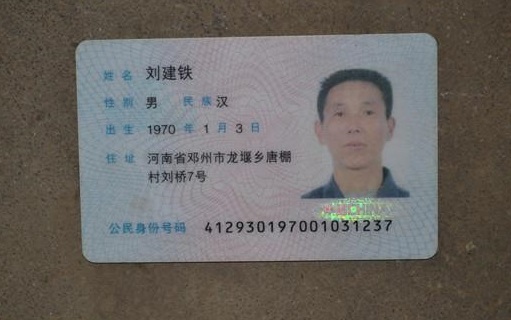 姓名 刘建铁
性别 男 民族 汉
出生 1970 年 1 月 3 日
住址 河南省邓州市龙堰乡唐棚
村刘桥7号
公民身份号码 412930197001031237